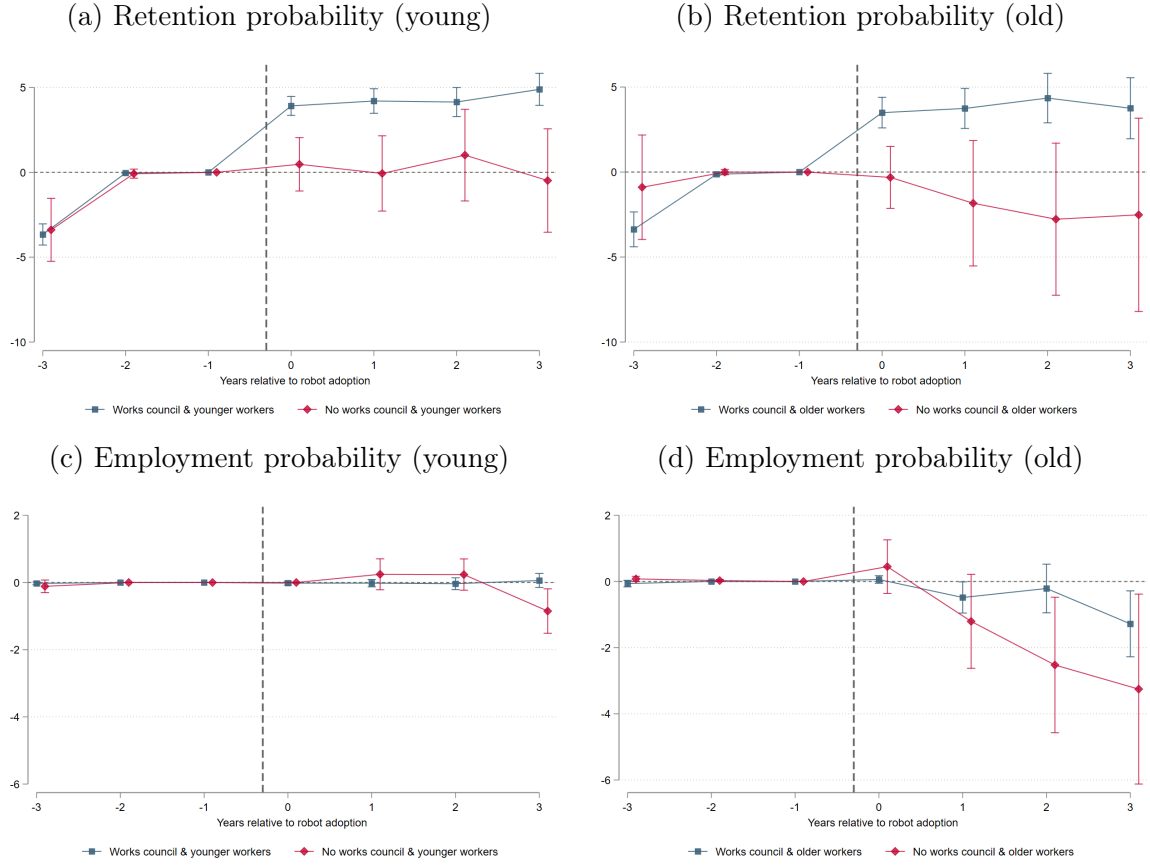 (a) Retention probability (young)
5
0
-5
-10
-3 -2 -1 0 1 2 3
Years relative to robot adoption
Works council & younger workers No works council & younger workers
(b) Retention probability (old)
5
0
-5
-10
-3 -2 -1 0 1 2 3
Years relative to robot adoption
Works council & older workers No works council & older workers
(c) Employment probability (young)
2
0
-2
-4
-6
-3 -2 -1 0 1 2 3
Years relative to robot adoption
Works council & younger workers No works council & younger workers
(d) Employment probability (old)
2
0
-2
-4
-6
-3 -2 -1 0 1 2 3
Years relative to robot adoption
Works council & older workers No works council & older workers